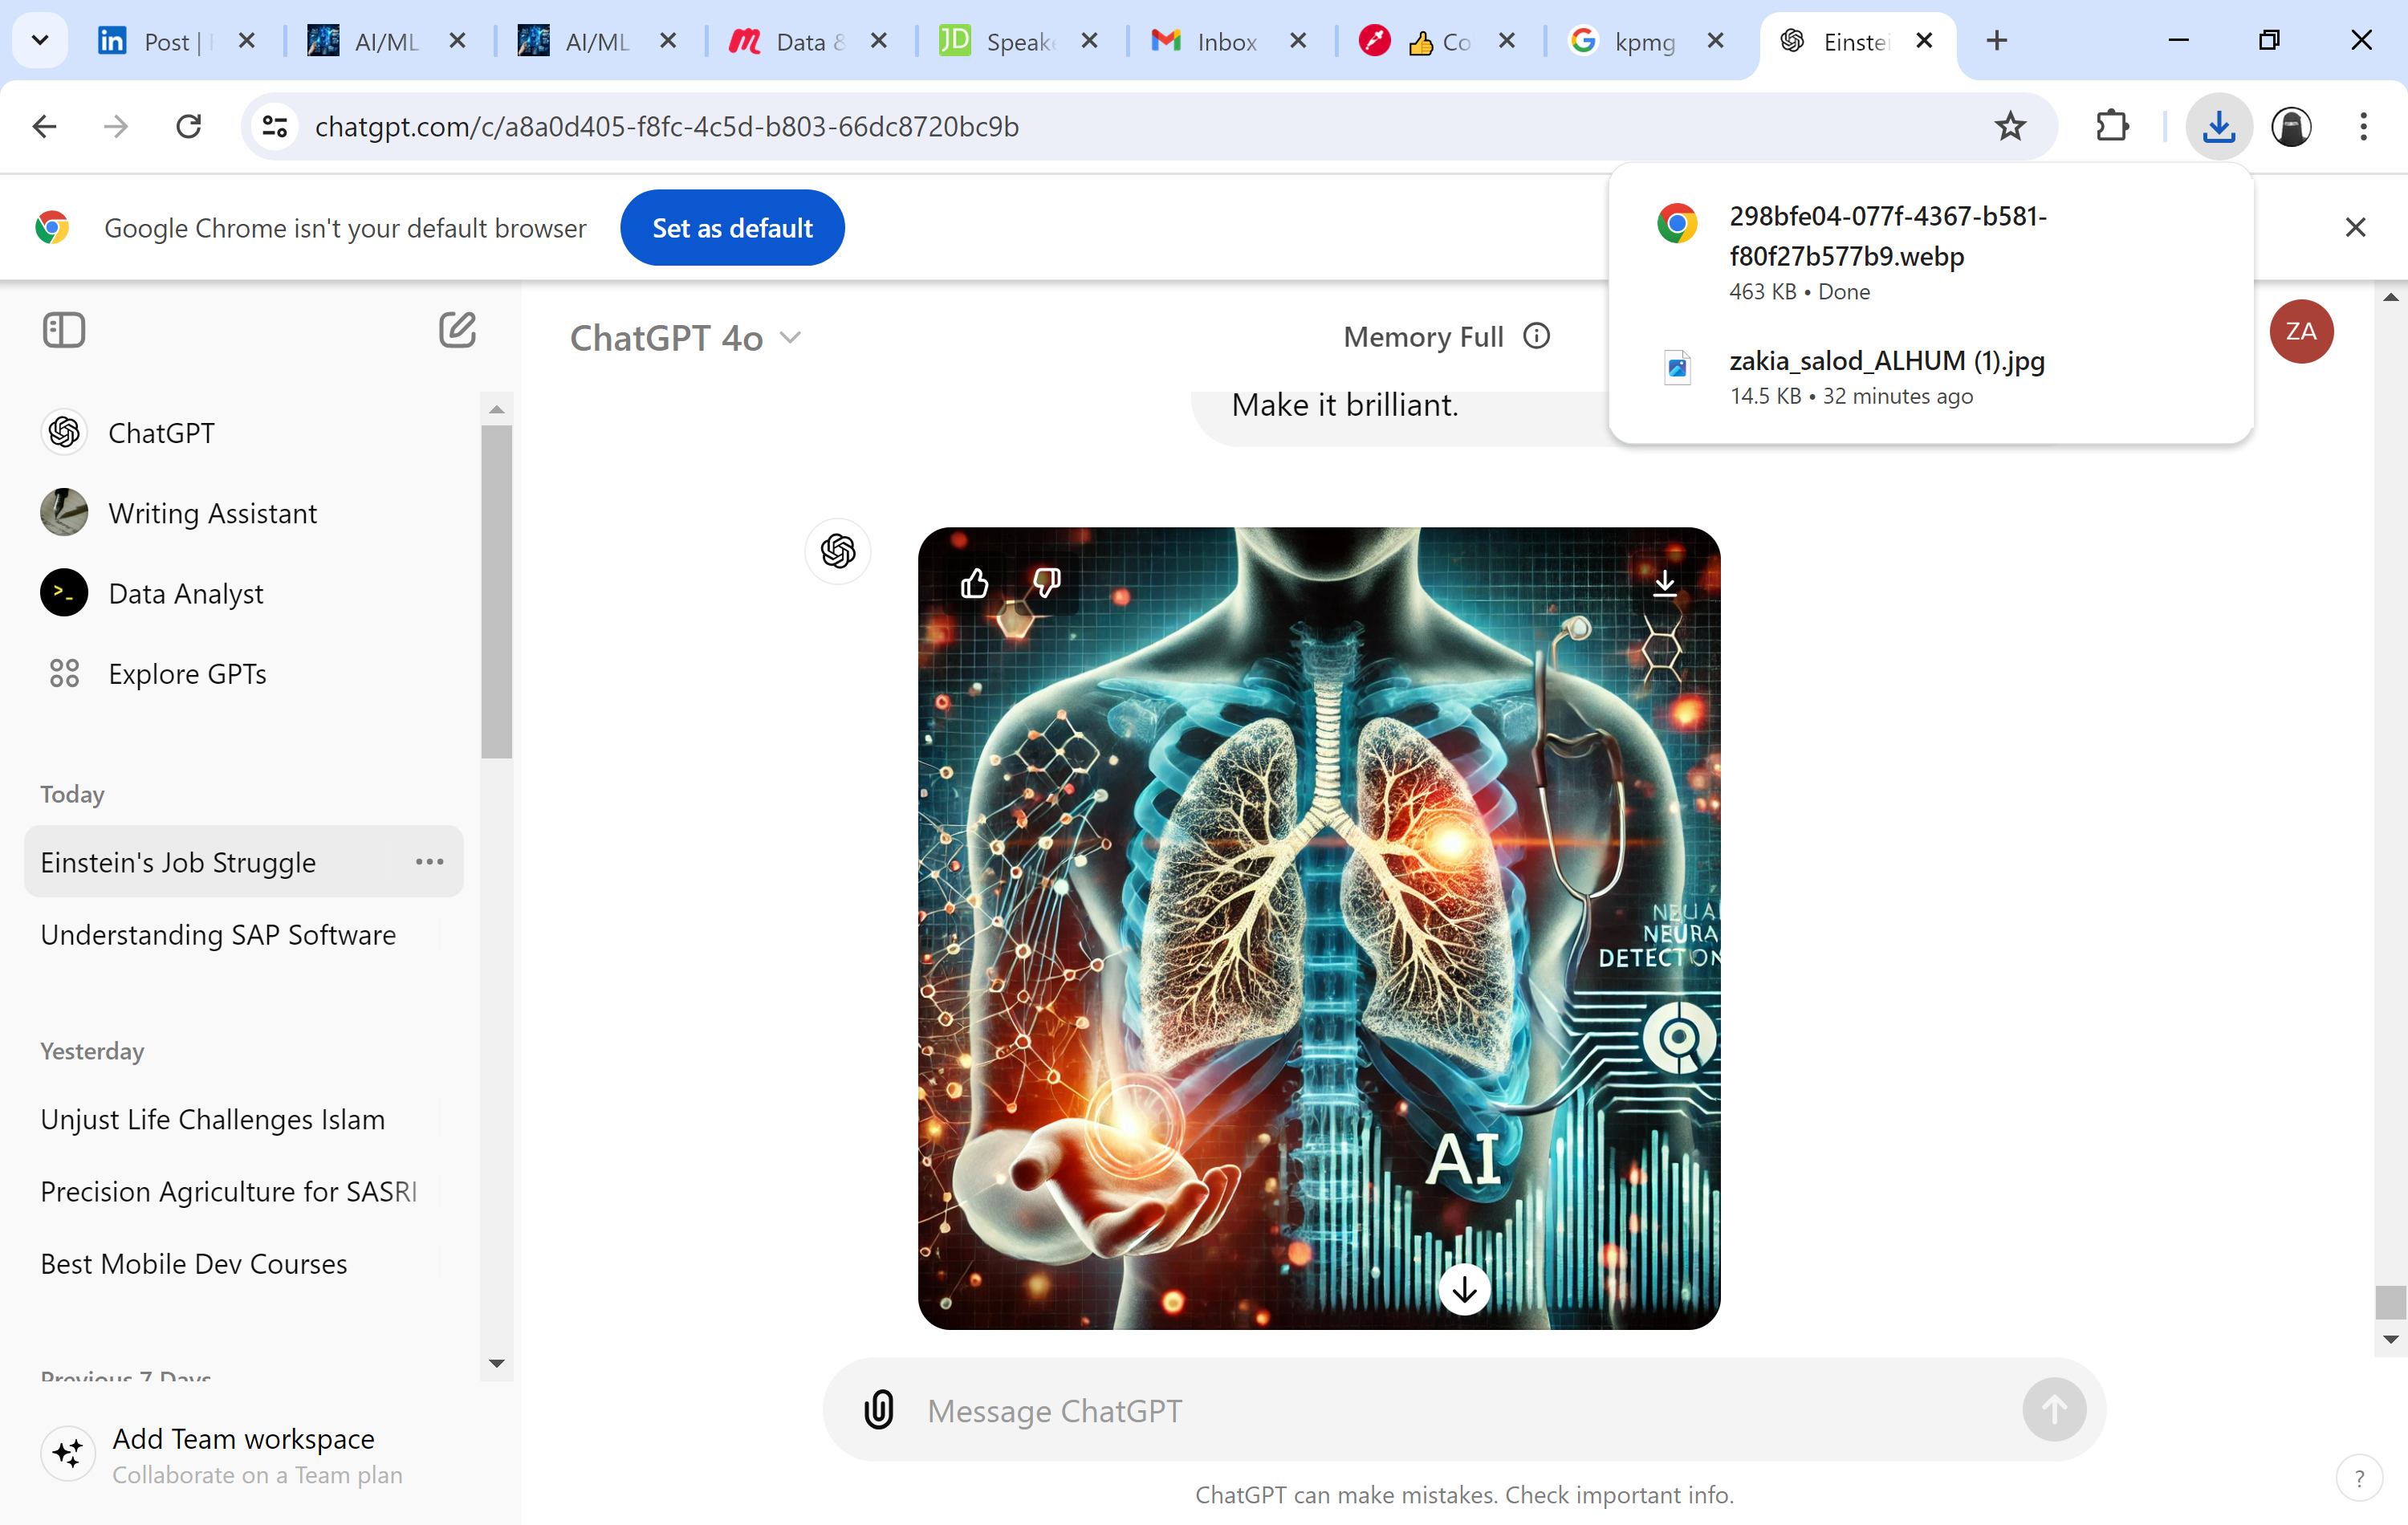 Post |
AI/ML
AI/ML
Data &
JD
Speak
Inbox
Co
kpmg
Einste
chatgpt.com/c/a8a0d405-f8fc-4c5d-b803-66dc8720bc9b
Google Chrome isn't your default browser
Set as default
298bfe04-077f-4367-b581-
f80f27b577b9.webp
463 KB • Done
zakia_salod_ALHUM (1).jpg
14.5 KB • 32 minutes ago
ChatGPT 4o
Memory Full
ZA
ChatGPT
Writing Assistant
Data Analyst
Explore GPTs
Today
Einstein's Job Struggle
Understanding SAP Software
Yesterday
Unjust Life Challenges Islam
Precision Agriculture for SASRI
Best Mobile Dev Courses
Previous 7 Days
Add Team workspace
Collaborate on a Team plan
Make it brilliant.
NEURA
DETECTION
AI
Message ChatGPT
ChatGPT can make mistakes. Check important info.
?